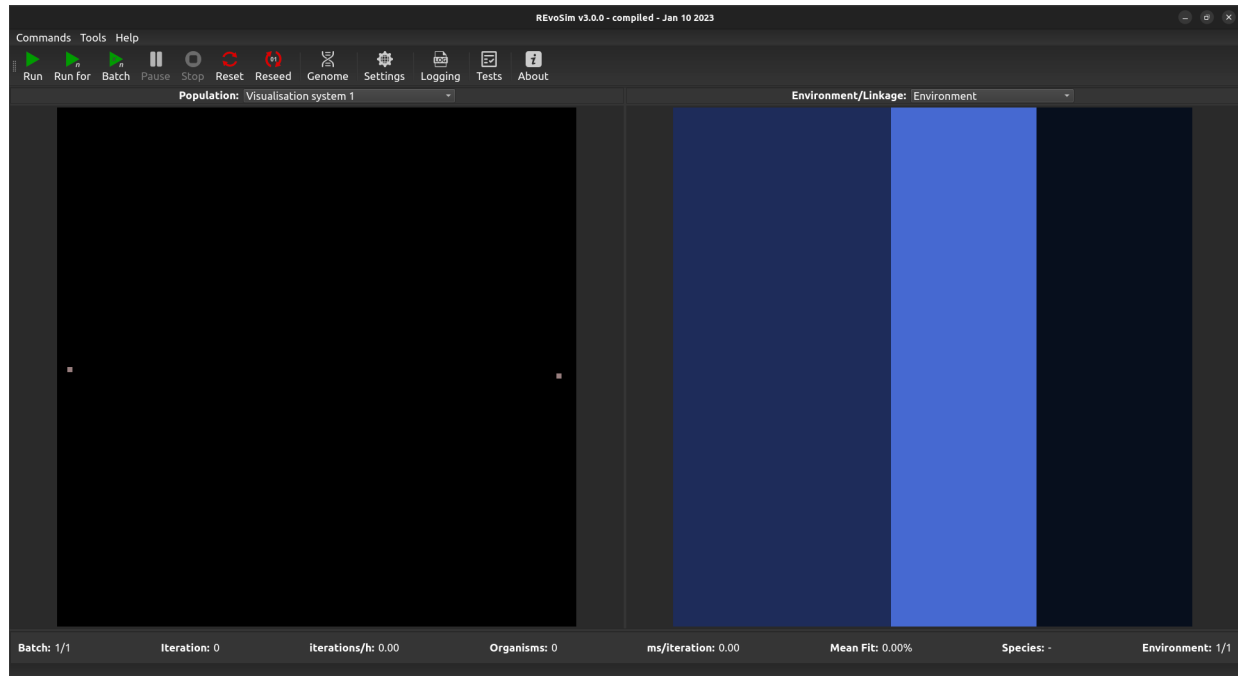 REvoSim v3.0.0 - compiled - Jan 10 2023
Commands Tools Help
Run Run for Batch Pause Stop Reset Reseed Genome Settings Logging Tests About
Population: Visualisation system 1 Environment/Linkage: Environment
Batch: 1/1 Iteration: 0 iterations/h: 0.00 Organisms: 0 ms/iteration: 0.00 Mean Fit: 0.00% Species: - Environment: 1/1